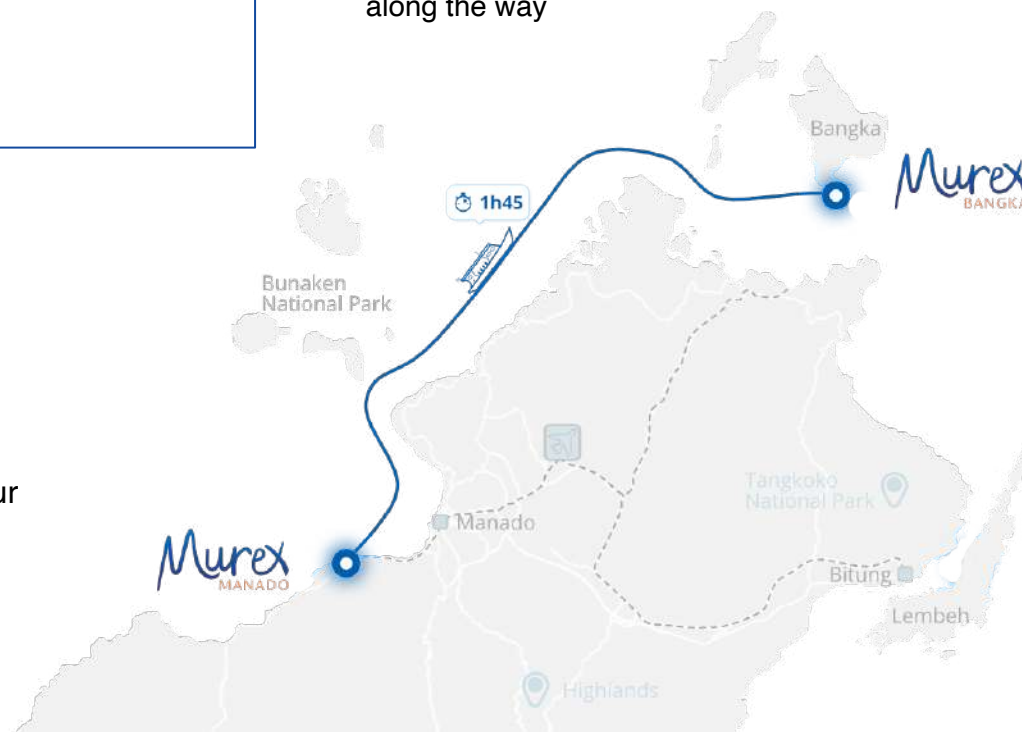 along the way
Bangka
Murex
BANGKA
1h45
Bunaken
National Park
ur
Tangkoko
National Park
Manado
Murex
MANADO
Bitung
Lembeh
Highlands